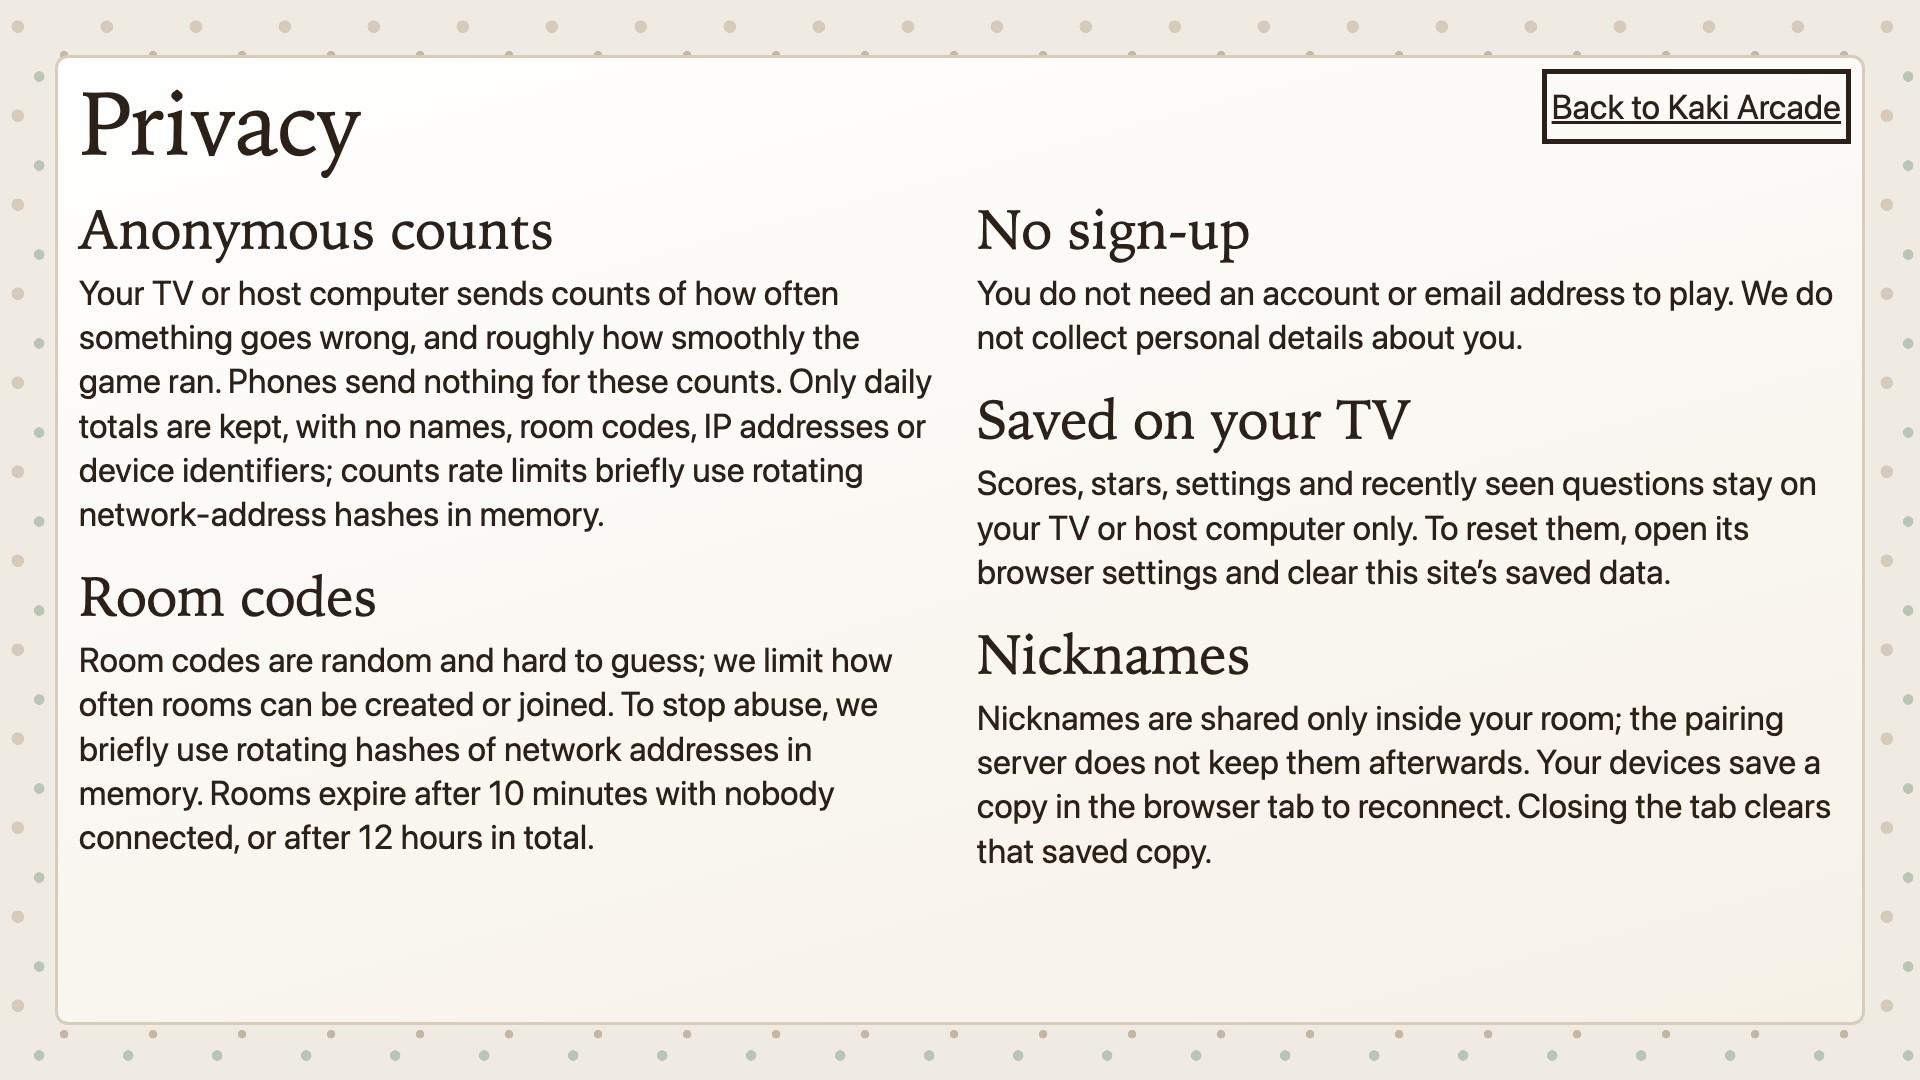 Privacy
Back to Kaki Arcade
Anonymous counts
Your TV or host computer sends counts of how often
something goes wrong, and roughly how smoothly the
game ran. Phones send nothing for these counts. Only daily
totals are kept, with no names, room codes, IP addresses or
device identifiers; counts rate limits briefly use rotating
network-address hashes in memory.
Room codes
Room codes are random and hard to guess; we limit how
often rooms can be created or joined. To stop abuse, we
briefly use rotating hashes of network addresses in
memory. Rooms expire after 10 minutes with nobody
connected, or after 12 hours in total.
No sign-up
You do not need an account or email address to play. We do
not collect personal details about you.
Saved on your TV
Scores, stars, settings and recently seen questions stay on
your TV or host computer only. To reset them, open its
browser settings and clear this site’s saved data.
Nicknames
Nicknames are shared only inside your room; the pairing
server does not keep them afterwards. Your devices save a
copy in the browser tab to reconnect. Closing the tab clears
that saved copy.